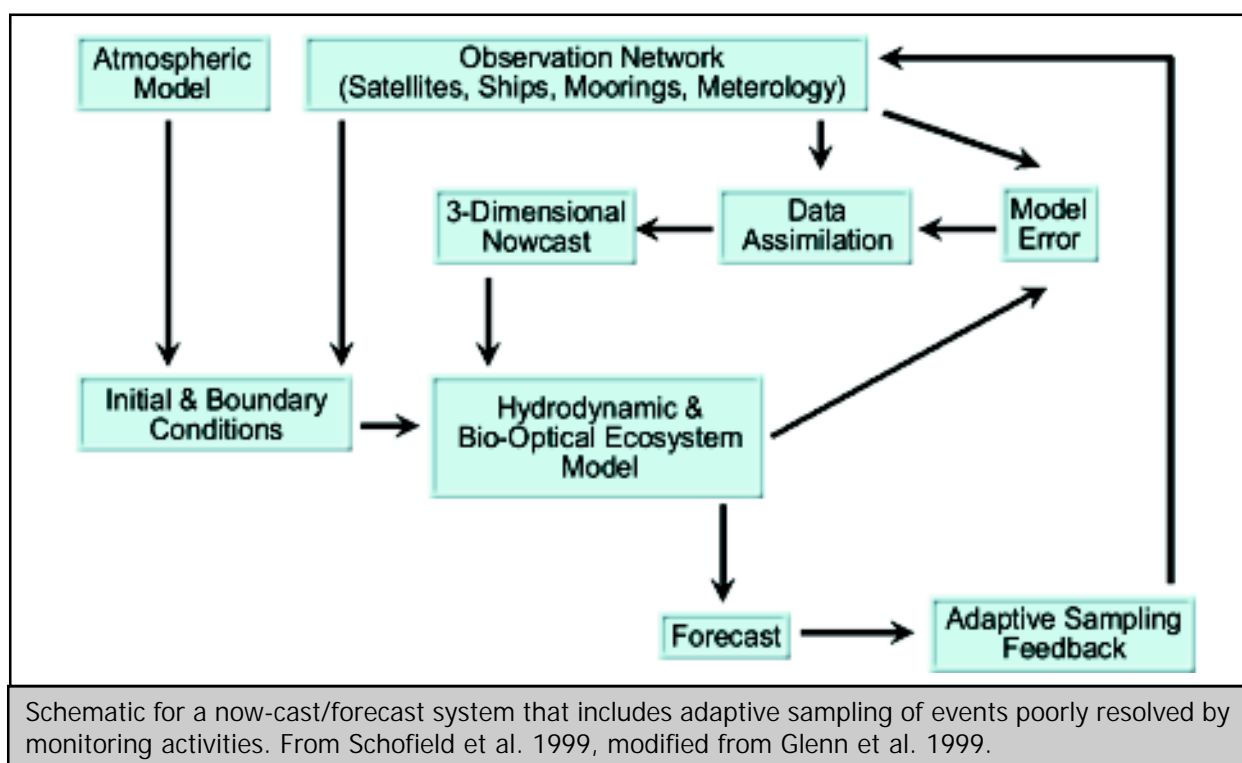 Atmospheric
Model
Observation Network
(Satellites, Ships, Moorings, Meterology)
3-Dimensional
Nowcast
Data
Assimilation
Model
Error
Initial & Boundary
Conditions
Hydrodynamic &
Bio-Optical Ecosystem
Model
Forecast
Adaptive Sampling
Feedback
Schematic for a now-cast/forecast system that includes adaptive sampling of events poorly resolved by
monitoring activities. From Schofield et al. 1999, modified from Glenn et al. 1999.